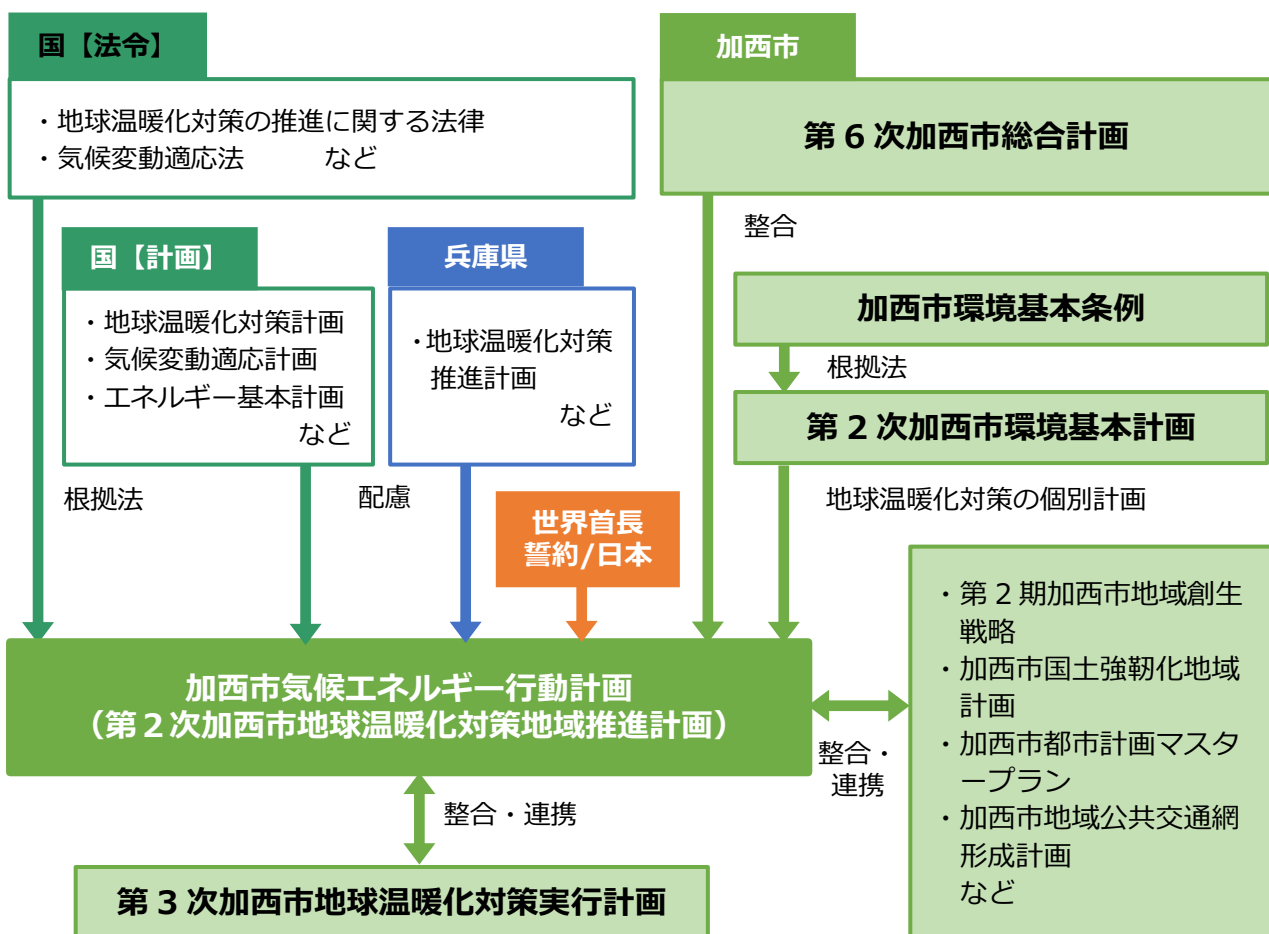 国【法令】
・地球温暖化対策の推進に関する法律
・気候変動適応法　　　など
国【計画】
・地球温暖化対策計画
・気候変動適応計画
・エネルギー基本計画
など
兵庫県
・地球温暖化対策
推進計画
など
根拠法
配慮
世界首長
誓約/日本
加西市
第6次加西市総合計画
整合
加西市環境基本条例
根拠法
第2次加西市環境基本計画
地球温暖化対策の個別計画
加西市気候エネルギー行動計画
（第２次加西市地球温暖化対策地域推進計画）
整合・
連携
・第2期加西市地域創生
戦略
・加西市国土強靭化地域
計画
・加西市都市計画マスタ
ープラン
・加西市地域公共交通網
形成計画
など
整合・連携
第3次加西市地球温暖化対策実行計画